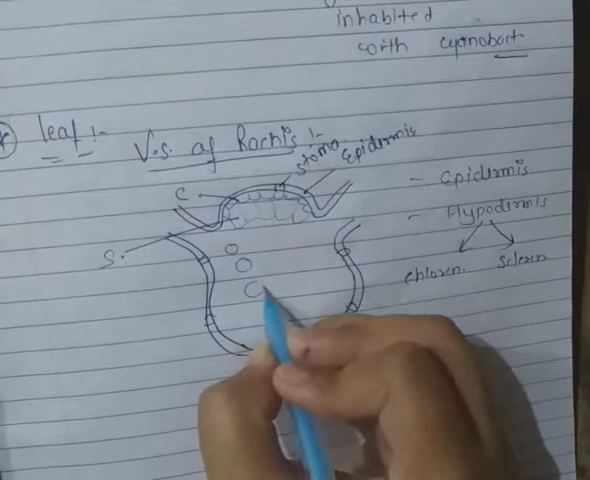 inhabited
with cyanobact
Leaf :-
V.s. of Rachis :-
stoma
Epidermis
C
S.
- Epidermis
- Hypodermis
chloren.
scleren